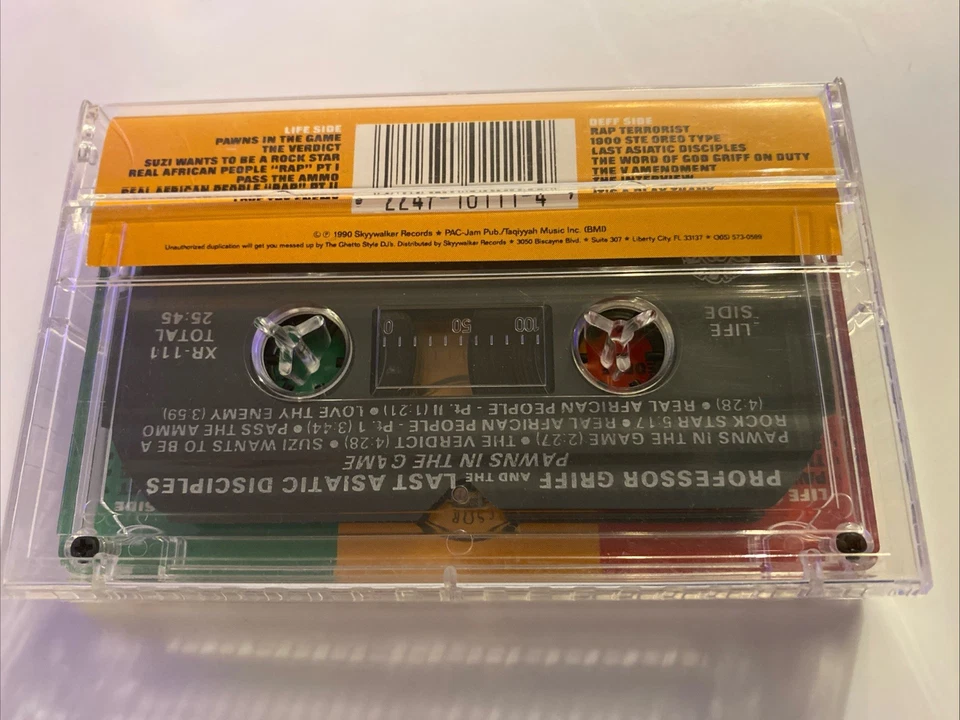 LIFE SIDE
PAWNS IN THE GAME
THE VERDICT
SUZI WANTS TO BE A ROCK STAR
REAL AFRICAN PEOPLE "RAP" PT I
PASS THE AMMO
REAL AFRICAN PEOPLE "RAP" PT II
2247-10111-4
DEFF SIDE
RAP TERRORIST
1900 STE OREO TYPE
LAST ASIATIC DISCIPLES
THE WORD OF GOD GRIFF ON DUTY
THE V AMENDMENT
THE INTERVIEW
© ℗ 1990 Skyywalker Records ★ PAC-Jam Pub./Taqiyyah Music Inc. (BMI)
Unauthorized duplication will get you messed up by The Ghetto Style DJ's. Distributed by Skyywalker Records ★ 3050 Biscayne Blvd. ★ Suite 307 ★ Liberty City, FL 33137 ★ (305) 573-0599
PROFESSOR GRIFF AND THE LAST ASIATIC DISCIPLES
PAWNS IN THE GAME
PAWNS IN THE GAME (2:27) ● THE VERDICT (4:28) ● SUZI WANTS TO BE A
ROCK STAR 5:17 ● REAL AFRICAN PEOPLE - Pt. 1 (3:44) ● PASS THE AMMO
(4:28) ● REAL AFRICAN PEOPLE - Pt. II (1:21) ● LOVE THY ENEMY (3:59)
LIFE
SIDE
100 50 0
XR-111
TOTAL
25:45
LIFE
SIDE